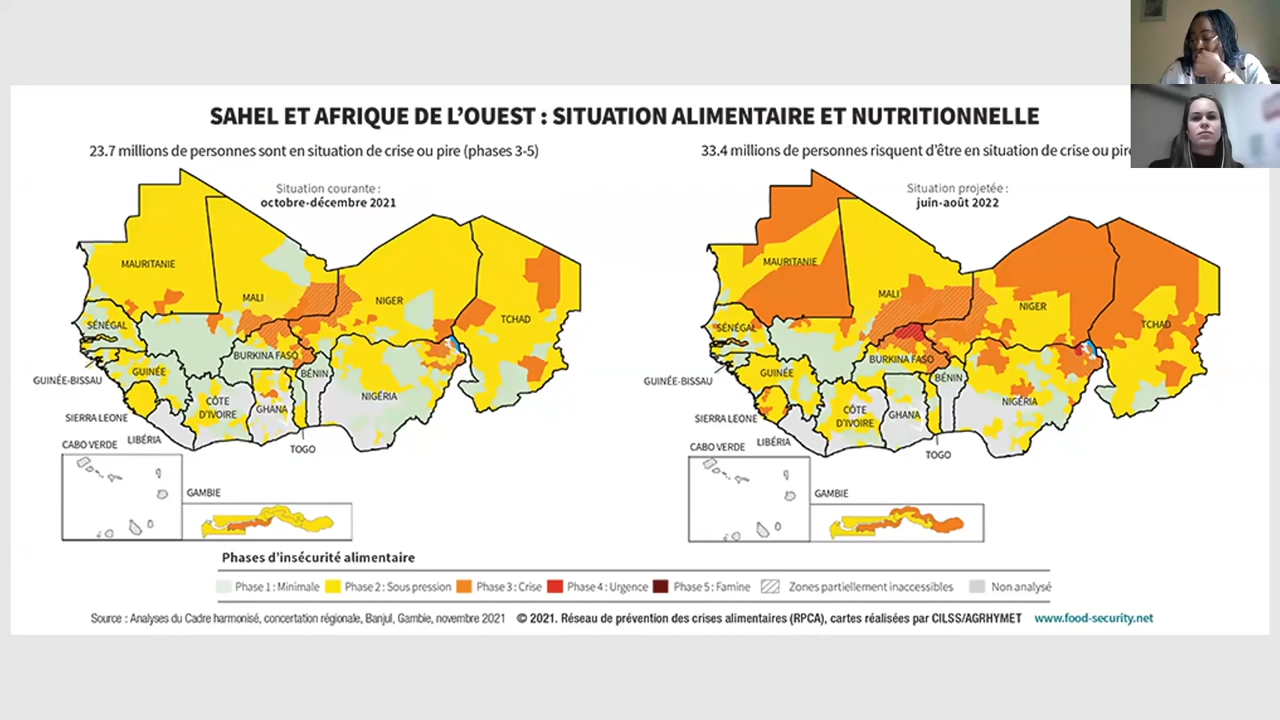 SAHEL ET AFRIQUE DE L'OUEST : SITUATION ALIMENTAIRE ET NUTRITIONNELLE
23.7 millions de personnes sont en situation de crise ou pire (phases 3-5)
Situation courante :
octobre-décembre 2021
MAURITANIE
MALI
NIGER
TCHAD
SÉNÉGAL
BURKINA FASO
GUINÉE
BÉNIN
GUINÉE-BISSAU
NIGÉRIA
CÔTE
D'IVOIRE
GHANA
SIERRA LEONE
LIBÉRIA
TOGO
CABO VERDE
GAMBIE
33.4 millions de personnes risquent d'être en situation de crise ou pire
Situation projetée :
juin-août 2022
MAURITANIE
MALI
NIGER
TCHAD
SÉNÉGAL
BURKINA FASO
GUINÉE
BÉNIN
GUINÉE-BISSAU
NIGÉRIA
CÔTE
D'IVOIRE
GHANA
SIERRA LEONE
LIBÉRIA
TOGO
CABO VERDE
GAMBIE
Phases d'insécurité alimentaire
Phase 1 : Minimale Phase 2 : Sous pression Phase 3 : Crise Phase 4 : Urgence Phase 5 : Famine Zones partiellement inaccessibles Non analysé
Source : Analyses du Cadre harmonisé, concertation régionale, Banjul, Gambie, novembre 2021 © 2021. Réseau de prévention des crises alimentaires (RPCA), cartes réalisées par CILSS/AGRHYMET www.food-security.net